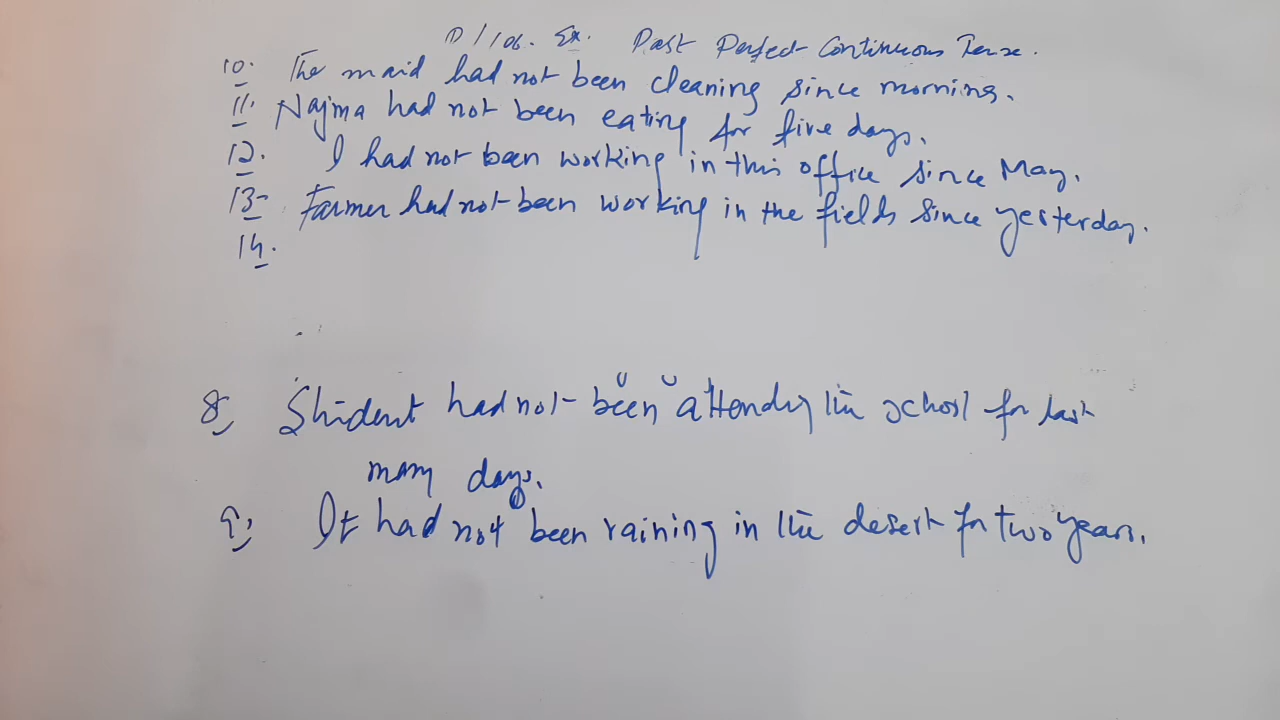 P/106. Ex. Past Perfect Continuous Tense.
10. The maid had not been cleaning since morning.
11. Najma had not been eating for five days.
12. I had not been working in this office since May.
13- Farmer had not been working in the fields since yesterday.
14.
8, Student had not been attending the school for last
many days.
9, It had not been raining in the desert for two years.